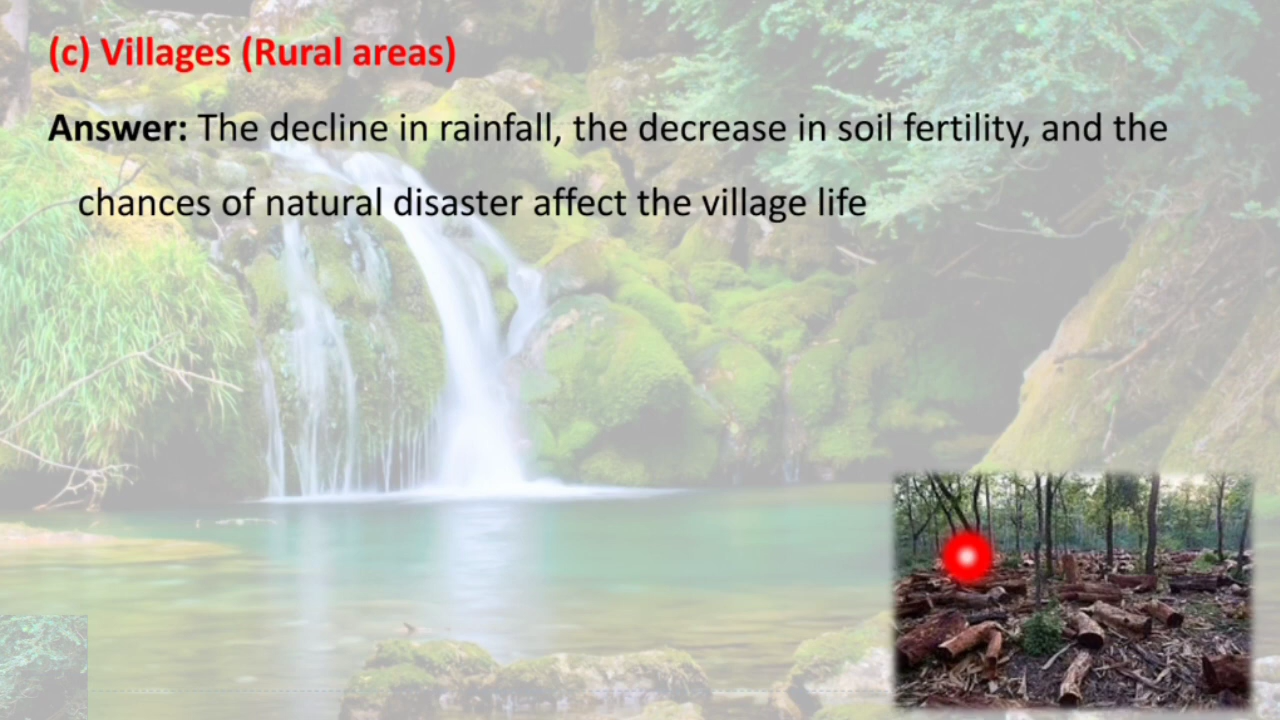 (c) Villages (Rural areas)
Answer: The decline in rainfall, the decrease in soil fertility, and the
chances of natural disaster affect the village life